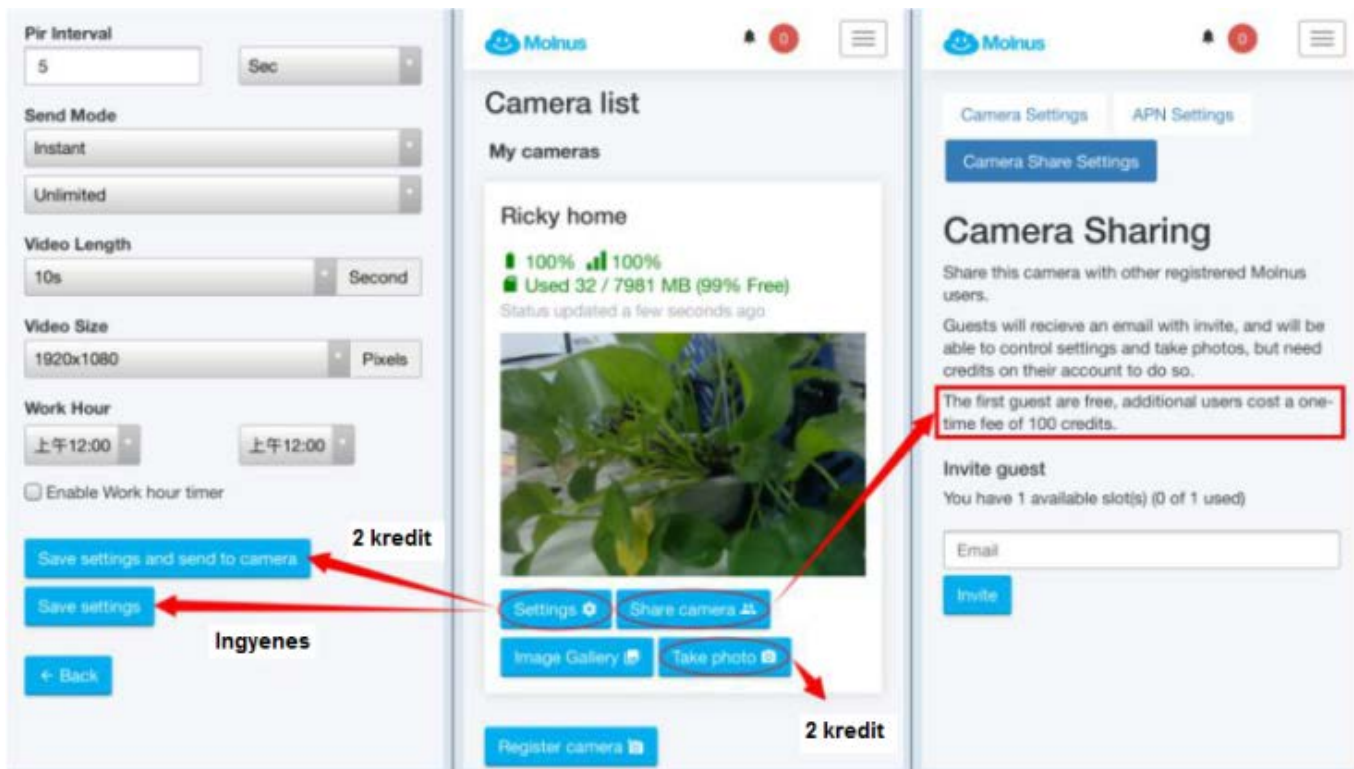 Pir Interval
5
Sec
Send Mode
Instant
Unlimited
Video Length
10s
Second
Video Size
1920x1080
Pixels
Work Hour
上午12:00
上午12:00
Enable Work hour timer
Save settings and send to camera
2 kredit
Save settings
Ingyenes
← Back
Molnus
0
Camera list
My cameras
Ricky home
100% 100%
Used 32 / 7981 MB (99% Free)
Status updated a few seconds ago
Settings
Share camera
Image Gallery
Take photo
2 kredit
Register camera
Molnus
0
Camera Settings
APN Settings
Camera Share Settings
Camera Sharing
Share this camera with other registrered Molnus
users.
Guests will recieve an email with invite, and will be
able to control settings and take photos, but need
credits on their account to do so.
The first guest are free, additional users cost a one-
time fee of 100 credits.
Invite guest
You have 1 available slot(s) (0 of 1 used)
Email
Invite